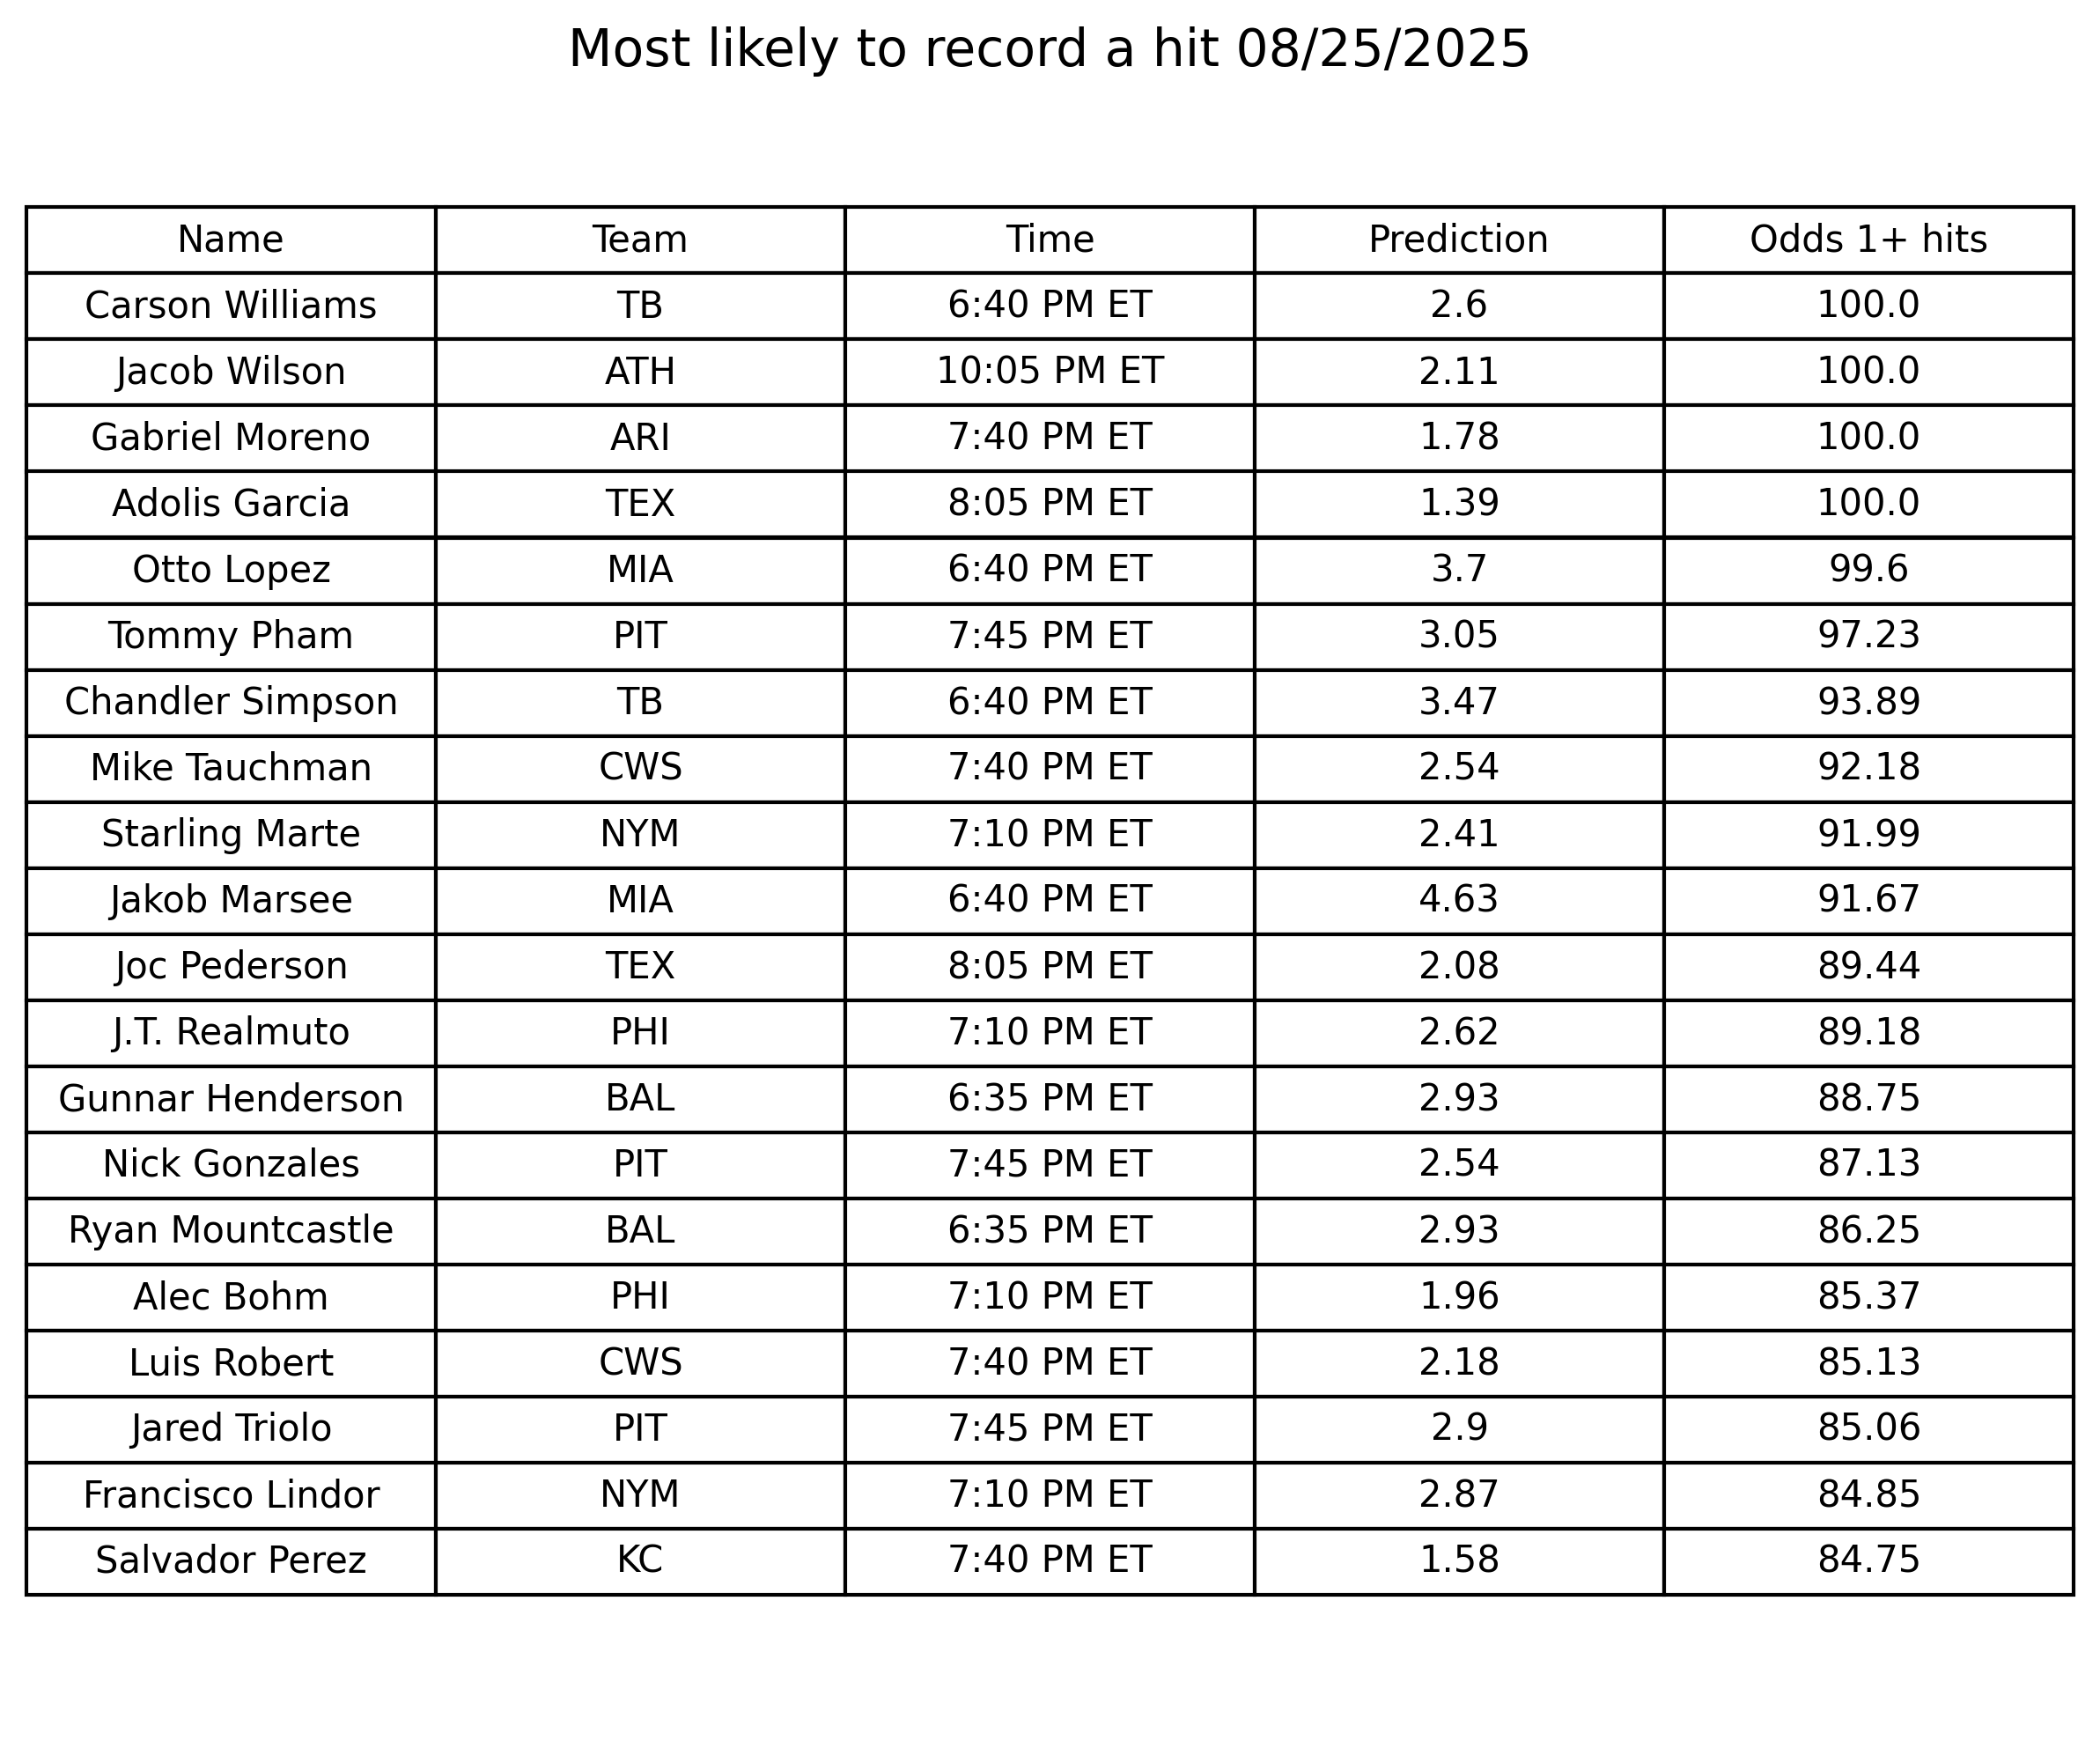 Most likely to record a hit 08/25/2025
Name Team Time Prediction Odds 1+ hits
Carson Williams TB 6:40 PM ET 2.6 100.0
Jacob Wilson ATH 10:05 PM ET 2.11 100.0
Gabriel Moreno ARI 7:40 PM ET 1.78 100.0
Adolis Garcia TEX 8:05 PM ET 1.39 100.0
Otto Lopez MIA 6:40 PM ET 3.7 99.6
Tommy Pham PIT 7:45 PM ET 3.05 97.23
Chandler Simpson TB 6:40 PM ET 3.47 93.89
Mike Tauchman CWS 7:40 PM ET 2.54 92.18
Starling Marte NYM 7:10 PM ET 2.41 91.99
Jakob Marsee MIA 6:40 PM ET 4.63 91.67
Joc Pederson TEX 8:05 PM ET 2.08 89.44
J.T. Realmuto PHI 7:10 PM ET 2.62 89.18
Gunnar Henderson BAL 6:35 PM ET 2.93 88.75
Nick Gonzales PIT 7:45 PM ET 2.54 87.13
Ryan Mountcastle BAL 6:35 PM ET 2.93 86.25
Alec Bohm PHI 7:10 PM ET 1.96 85.37
Luis Robert CWS 7:40 PM ET 2.18 85.13
Jared Triolo PIT 7:45 PM ET 2.9 85.06
Francisco Lindor NYM 7:10 PM ET 2.87 84.85
Salvador Perez KC 7:40 PM ET 1.58 84.75